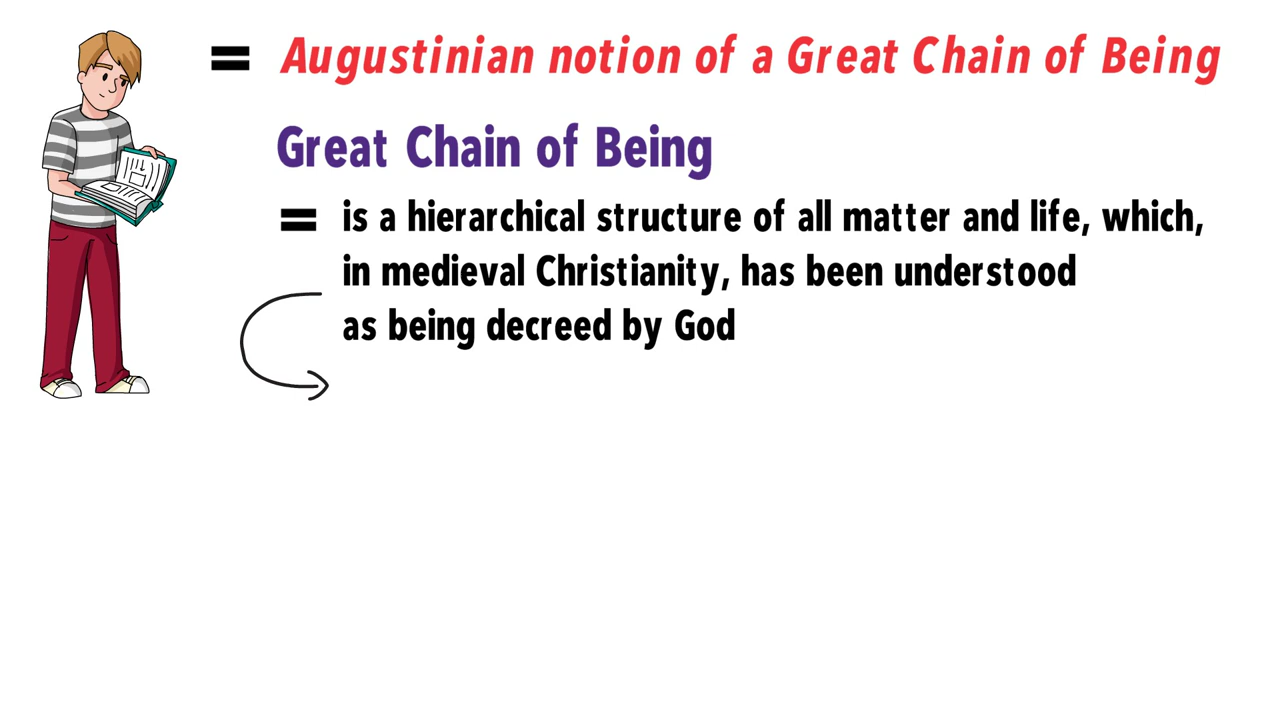 = Augustinian notion of a Great Chain of Being
Great Chain of Being
= is a hierarchical structure of all matter and life, which,
in medieval Christianity, has been understood
as being decreed by God